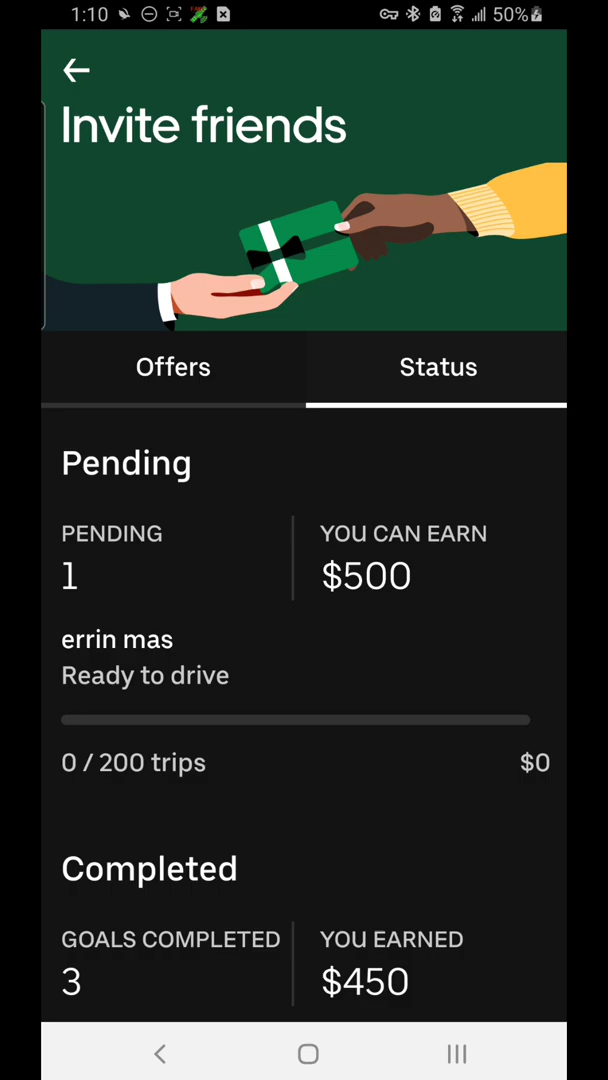 1:10
50%
Invite friends
Offers
Status
Pending
PENDING
YOU CAN EARN
1
$500
errin mas
Ready to drive
0 / 200 trips
$0
Completed
GOALS COMPLETED
YOU EARNED
3
$450